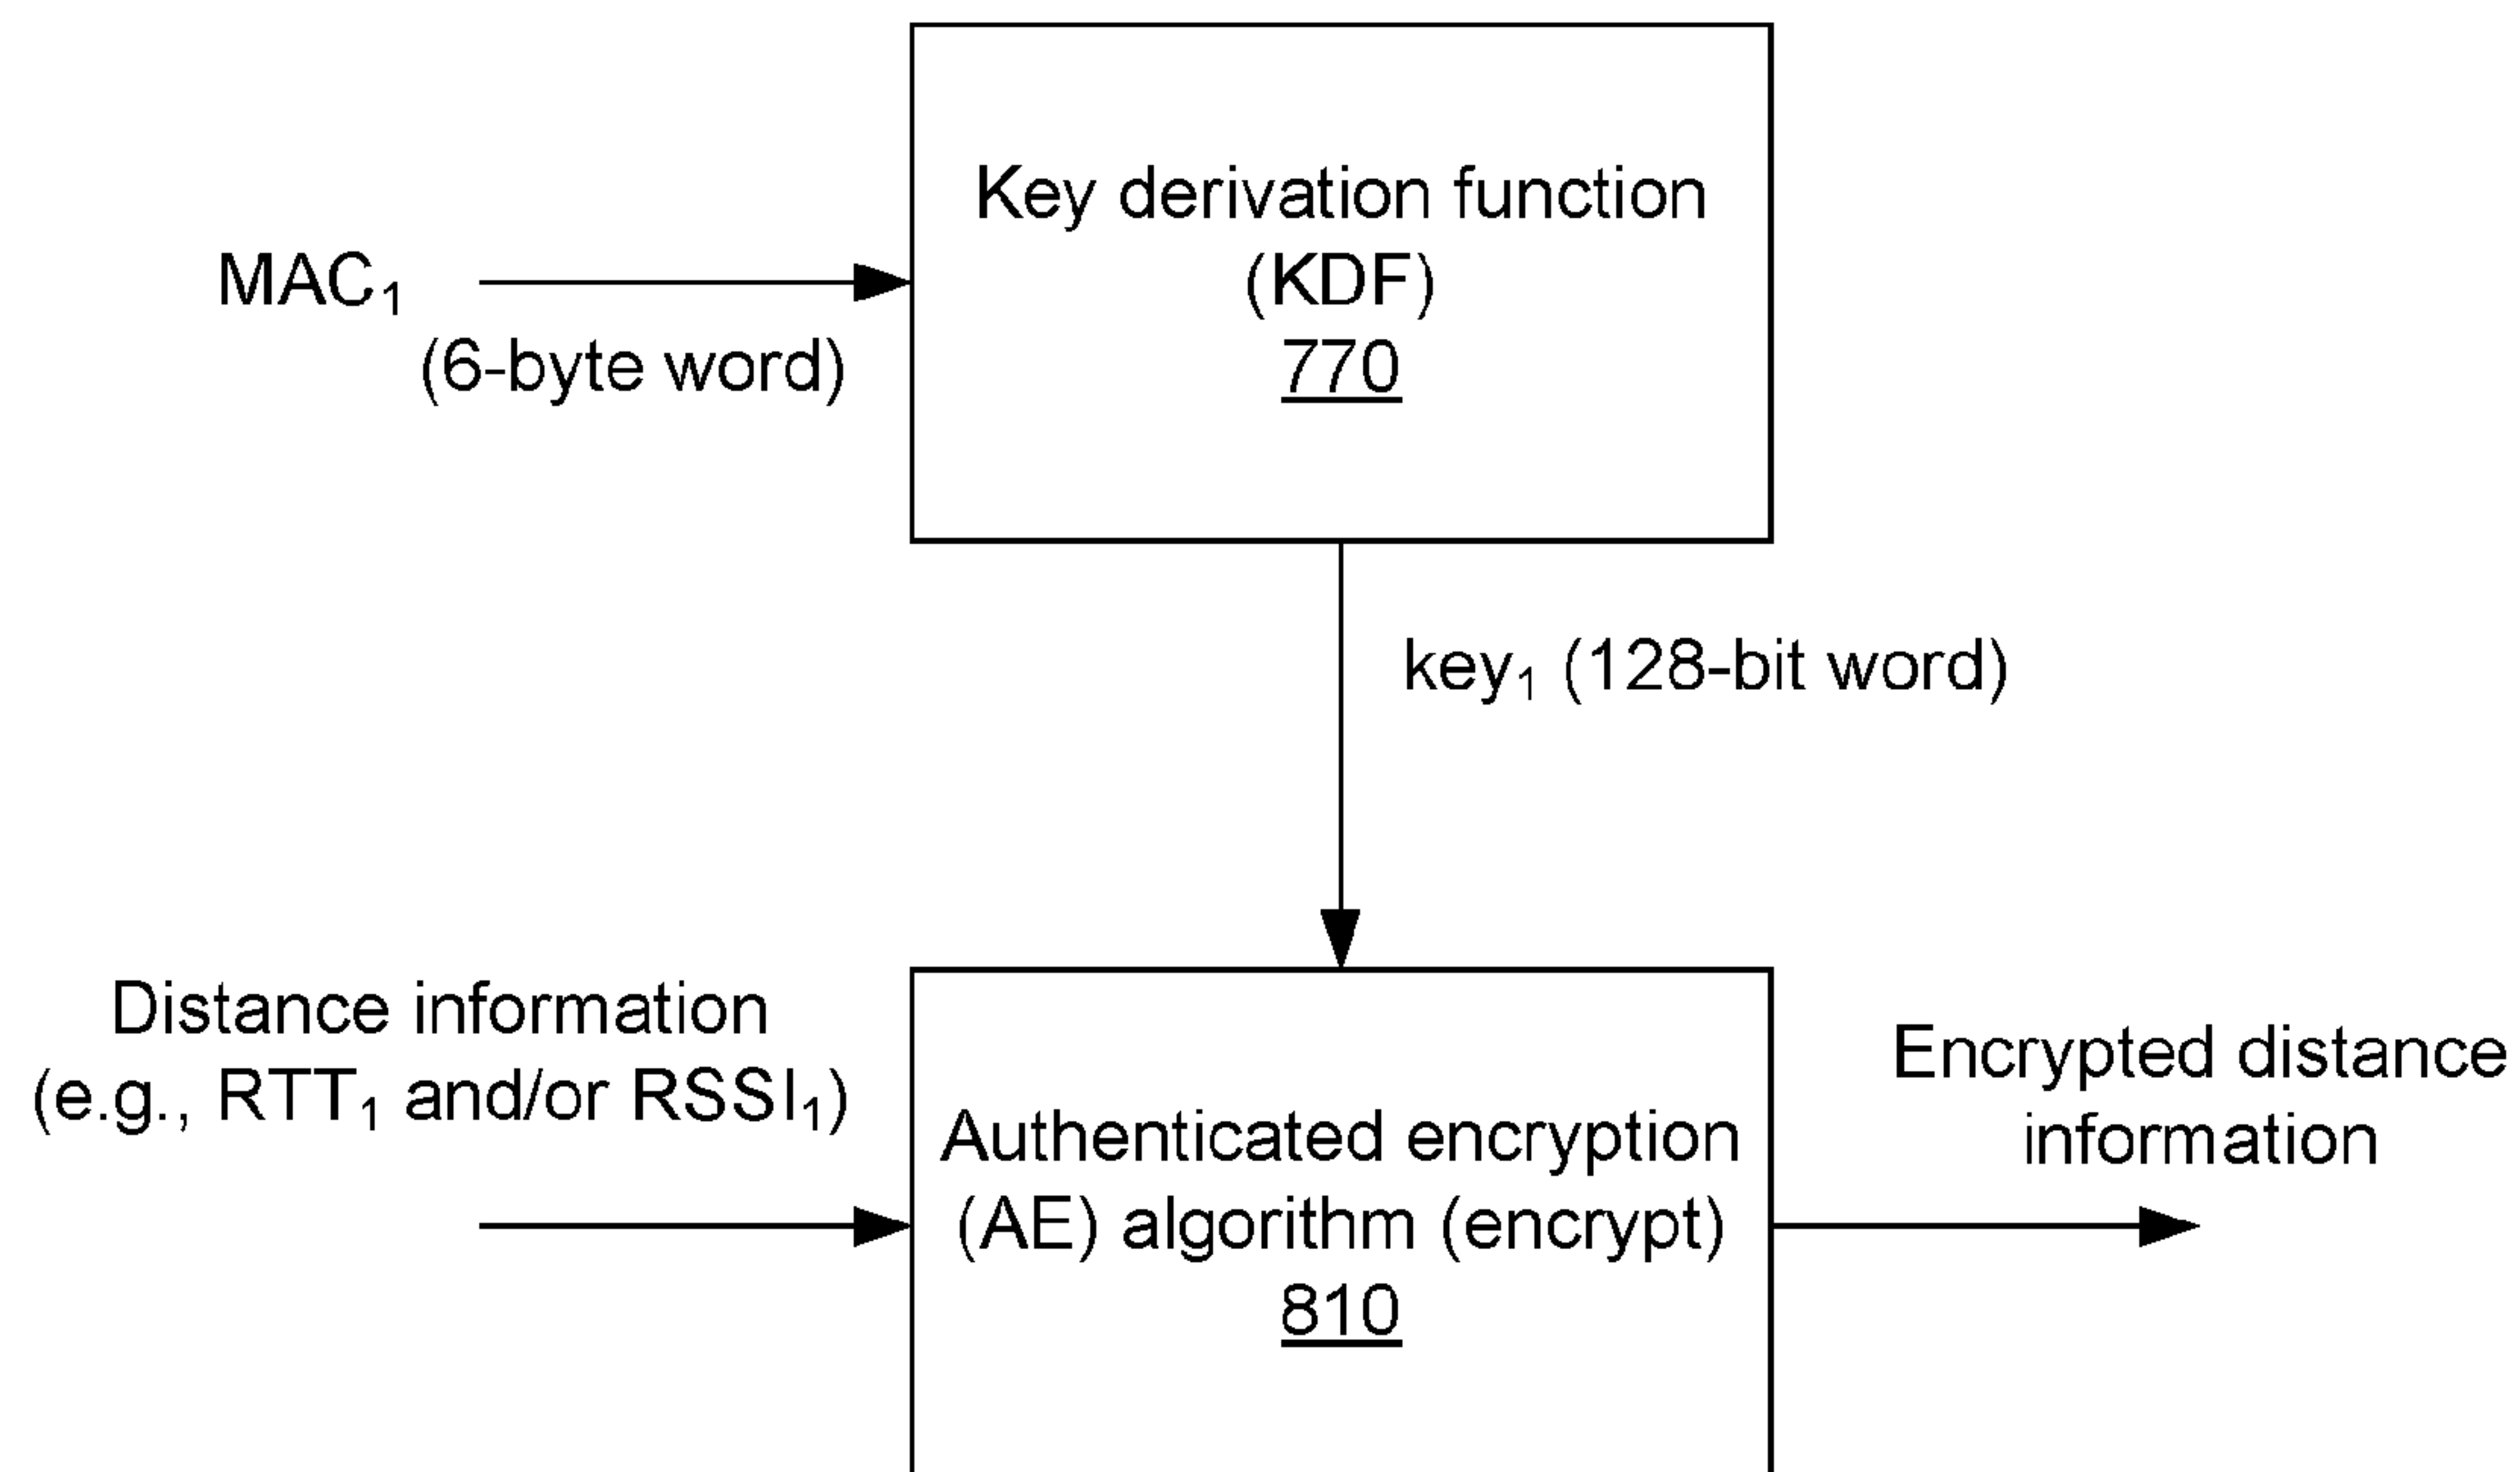 Key derivation function
(KDF)
770
MAC₁
(6-byte word)
key₁ (128-bit word)
Distance information
(e.g., RTT₁ and/or RSSI₁)
Authenticated encryption
(AE) algorithm (encrypt)
810
Encrypted distance
information